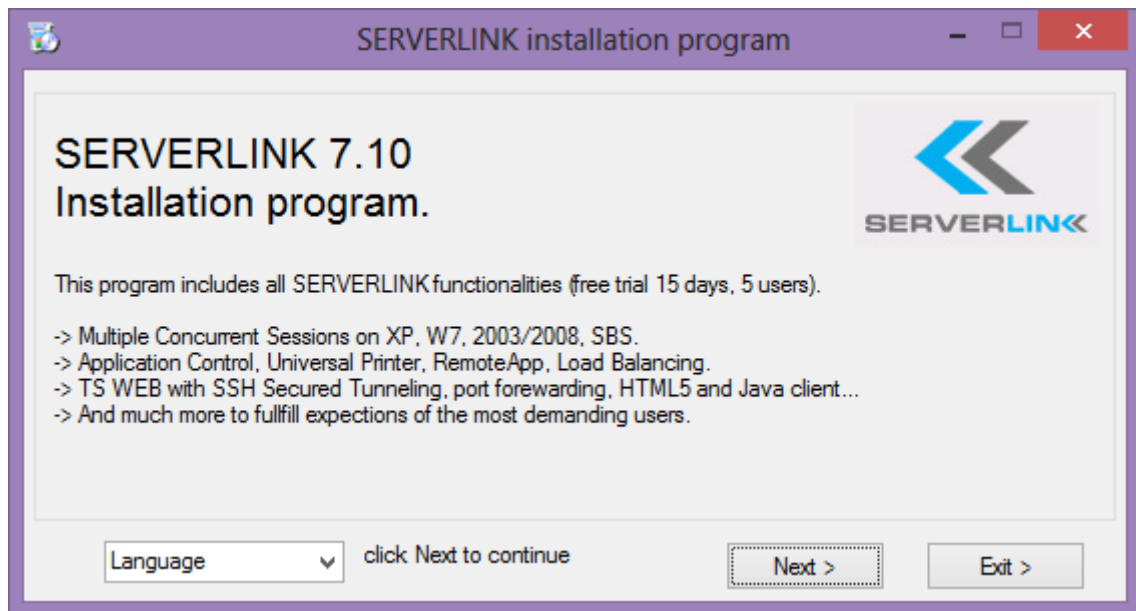 SERVERLINK installation program
SERVERLINK 7.10
Installation program.
SERVERLINK
This program includes all SERVERLINK functionalities (free trial 15 days, 5 users).
-> Multiple Concurrent Sessions on XP, W7, 2003/2008, SBS.
-> Application Control, Universal Printer, RemoteApp, Load Balancing.
-> TS WEB with SSH Secured Tunneling, port forewarding, HTML5 and Java client...
-> And much more to fullfill expections of the most demanding users.
Language
click Next to continue
Next >
Exit >